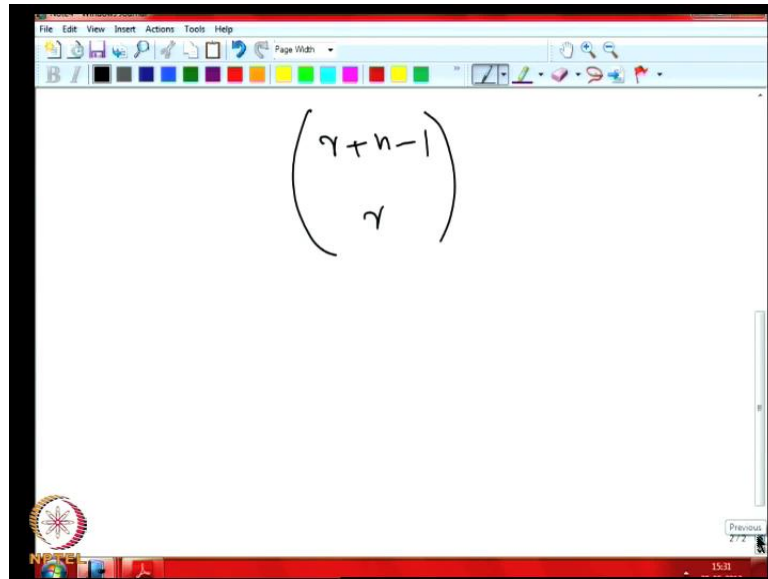 File Edit View Insert Actions Tools Help
Page Width
B I
r+n-1
r
Previous
2/2
NPTEL
15:31